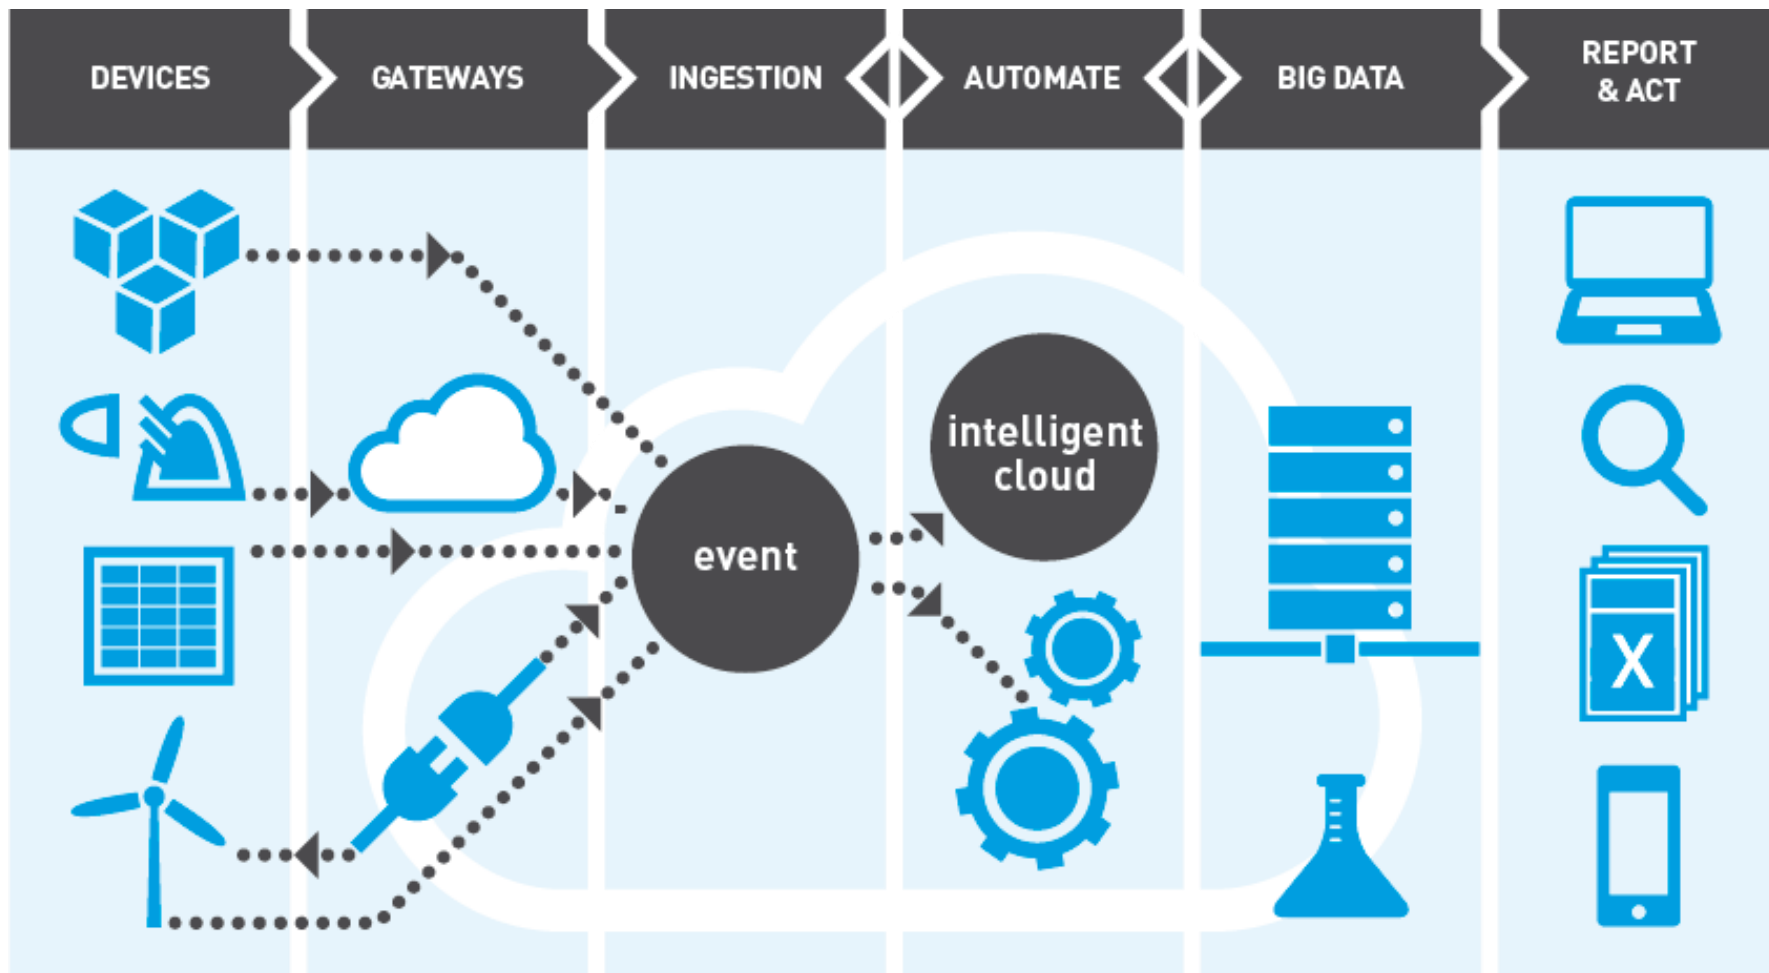 DEVICES
GATEWAYS
INGESTION
AUTOMATE
BIG DATA
REPORT
& ACT
intelligent
cloud
event
X